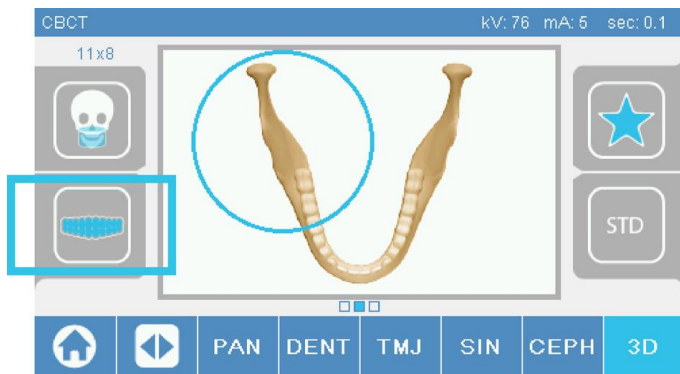 CBCT kV: 76 mA: 5 sec: 0.1
11x8
STD
PAN DENT TMJ SIN CEPH 3D